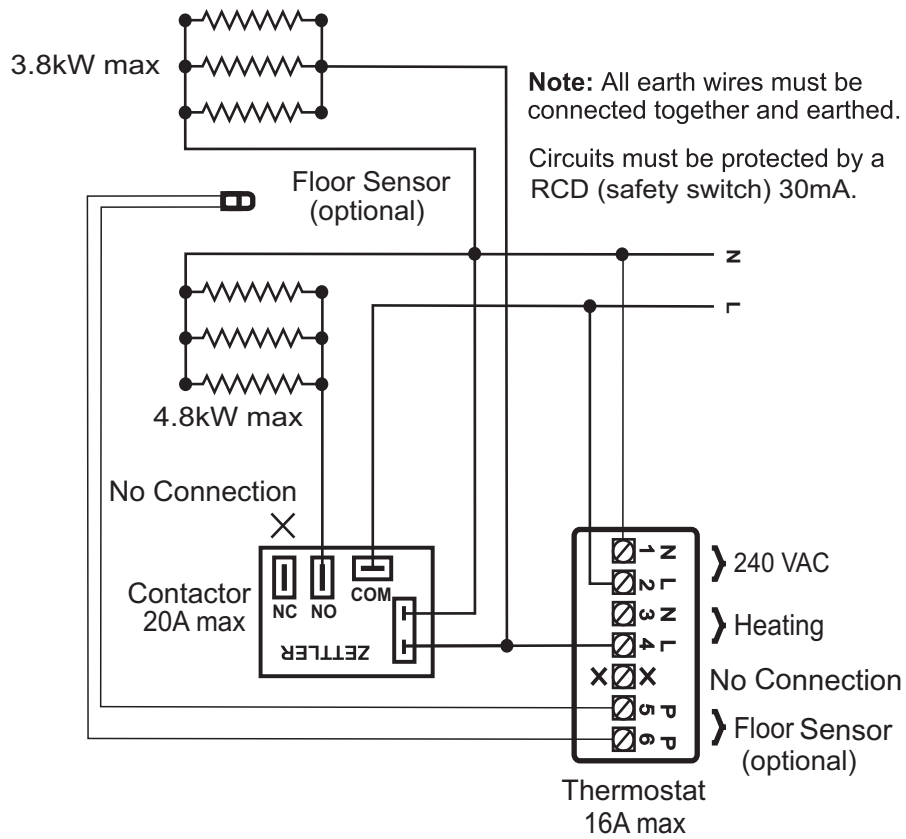 3.8kW max
Note: All earth wires must be
connected together and earthed.
Circuits must be protected by a
RCD (safety switch) 30mA.
Floor Sensor
(optional)
N
L
4.8kW max
No Connection
Contactor
20A max
NC
NO
COM
ZETTLER
1 N
2 L
240 VAC
3 N
4 L
Heating
X X
No Connection
5 P
6 P
Floor Sensor
(optional)
Thermostat
16A max